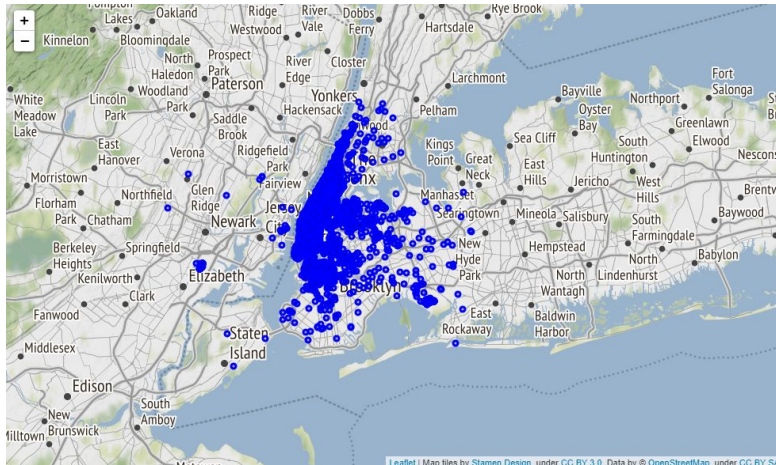 +
−
Lakes
Oakland
Ridge
River
Vale
Dobbs
Ferry
Rye Brook
Kinnelon
Bloomingdale
Westwood
Hartsdale
North
Haledon
Prospect
Park
River
Edge
Closter
Larchmont
Fort
Salonga
White
Meadow
Lake
Lincoln
Park
Woodland
Park
Paterson
Hackensack
Yonkers
Pelham
Bayville
Oyster
Bay
Northport
Greenlawn
Saddle
Brook
Elwood
East
Hanover
Verona
Ridgefield
Park
Kings
Point
Great
Neck
Sea Cliff
South
Huntington
Nescons
Morristown
Florham
Park
Northfield
Glen
Ridge
Fairview
Manhasset
East
Hills
Jericho
West
Hills
Brentw
Chatham
Newark
Searingtown
Mineola
Salisbury
South
Farmingdale
Baywood
Berkeley
Heights
Springfield
New
Hyde
Park
Hempstead
Kenilworth
Elizabeth
Brooklyn
North
Wantagh
North
Lindenhurst
Babylon
Fanwood
Clark
East
Rockaway
Baldwin
Harbor
Middlesex
Staten
Island
Edison
New
Brunswick
South
Amboy
Milltown
Leaflet | Map tiles by Stamen Design, under CC BY 3.0. Data by © OpenStreetMap, under CC BY SA